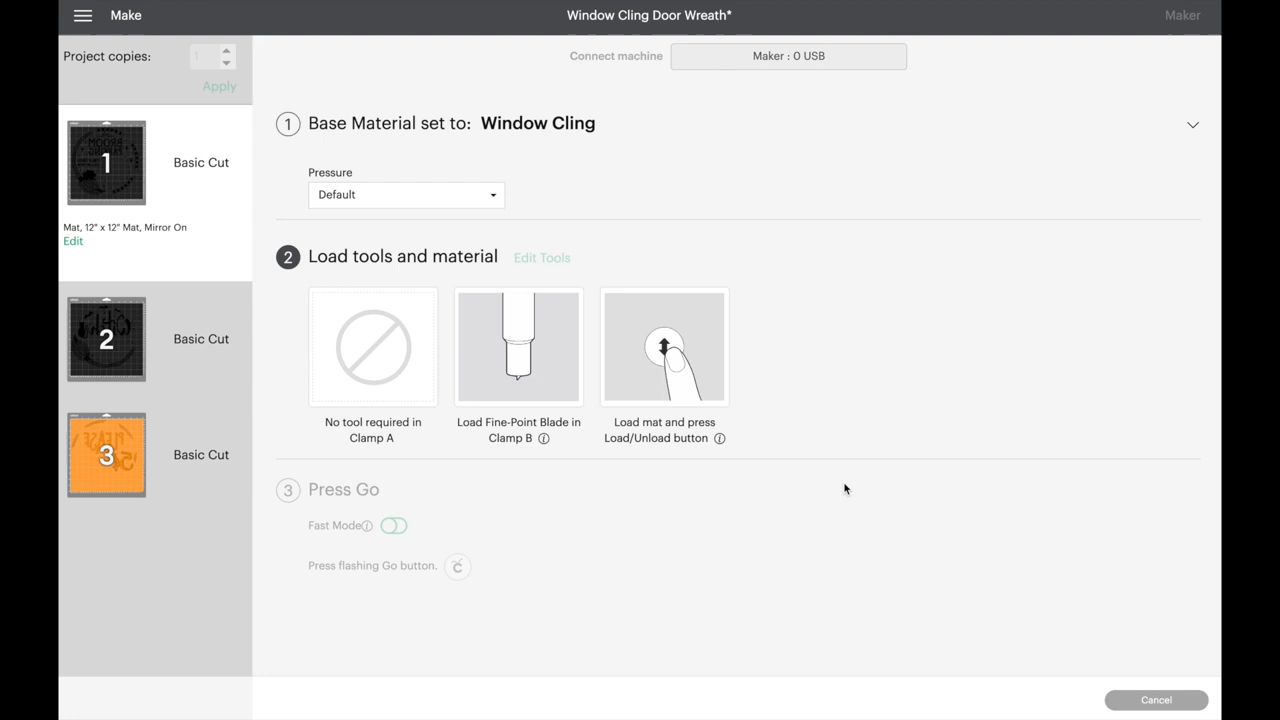 Make
Window Cling Door Wreath*
Maker
Project copies:
1
Apply
Connect machine
Maker : 0 USB
1
Basic Cut
Mat, 12" x 12" Mat, Mirror On
Edit
2
Basic Cut
3
Basic Cut
1 Base Material set to: Window Cling
Pressure
Default
2 Load tools and material Edit Tools
No tool required in
Clamp A
Load Fine-Point Blade in
Clamp B
Load mat and press
Load/Unload button
3 Press Go
Fast Mode
Press flashing Go button.
Cancel